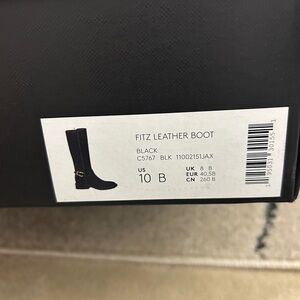 FITZ LEATHER BOOT
BLACK
C5767 BLK 11002151JAX
US 10 B
UK 8 B
EUR 40.5B
CN 260 B